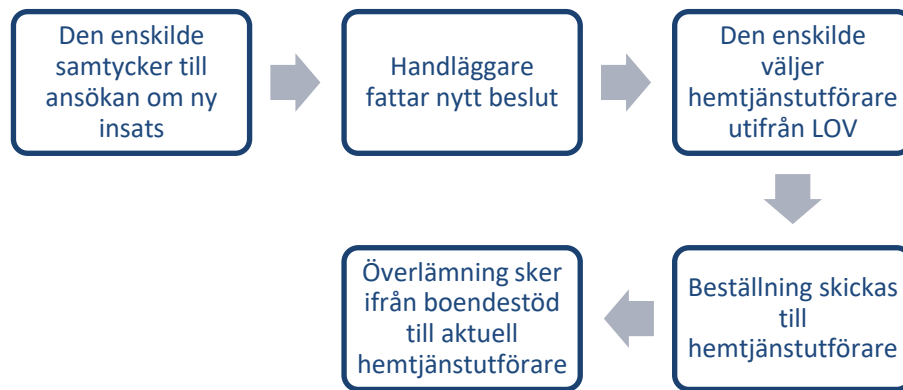 Den enskilde
samtycker till
ansökan om ny
insats
Handläggare
fattar nytt beslut
Den enskilde
väljer
hemtjänstutförare
utifrån LOV
Beställning skickas
till
hemtjänstutförare
Överlämning sker
ifrån boendestöd
till aktuell
hemtjänstutförare